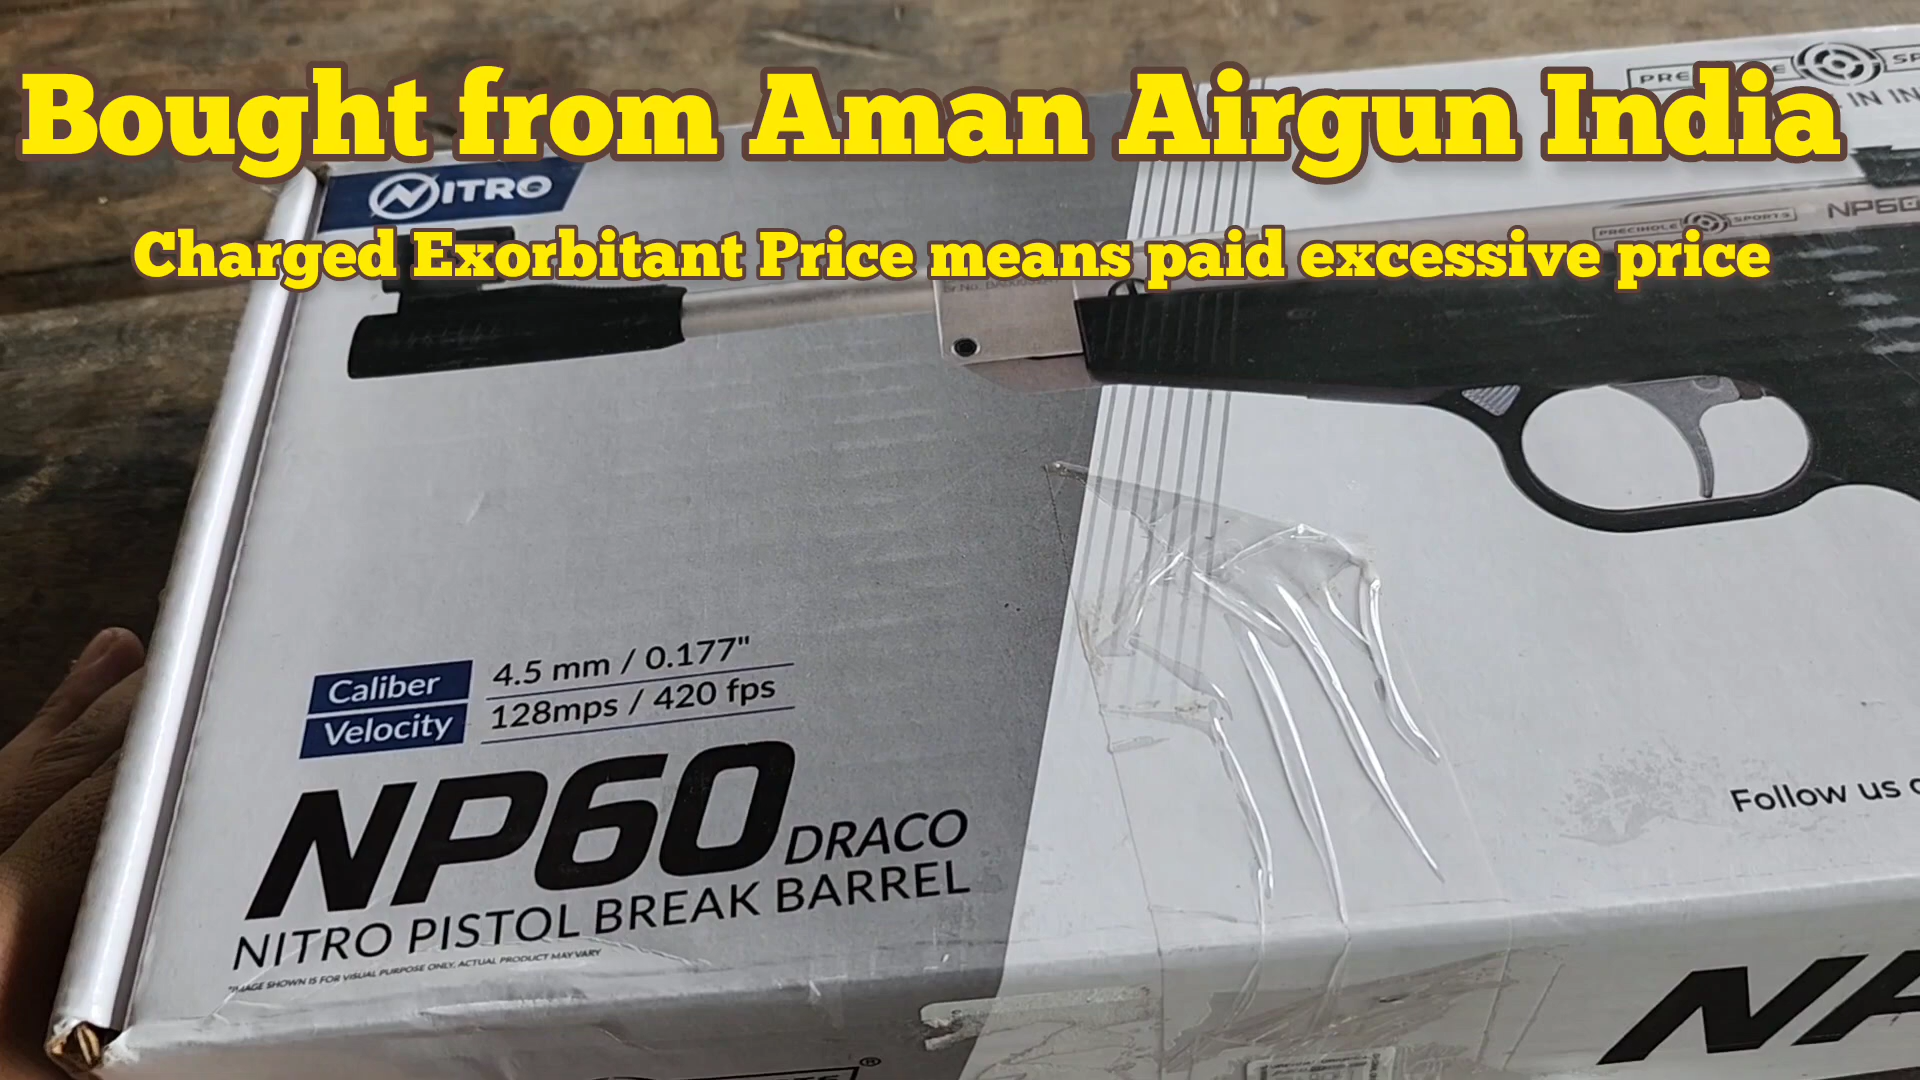 Bought from Aman Airgun India
Charged Exorbitant Price means paid excessive price
NITRO
PRECIHOLE SPORTS
NP60
Caliber 4.5 mm / 0.177"
Velocity 128mps / 420 fps
NP60 DRACO
NITRO PISTOL BREAK BARREL
*IMAGE SHOWN IS FOR VISUAL PURPOSE ONLY. ACTUAL PRODUCT MAY VARY
Follow us